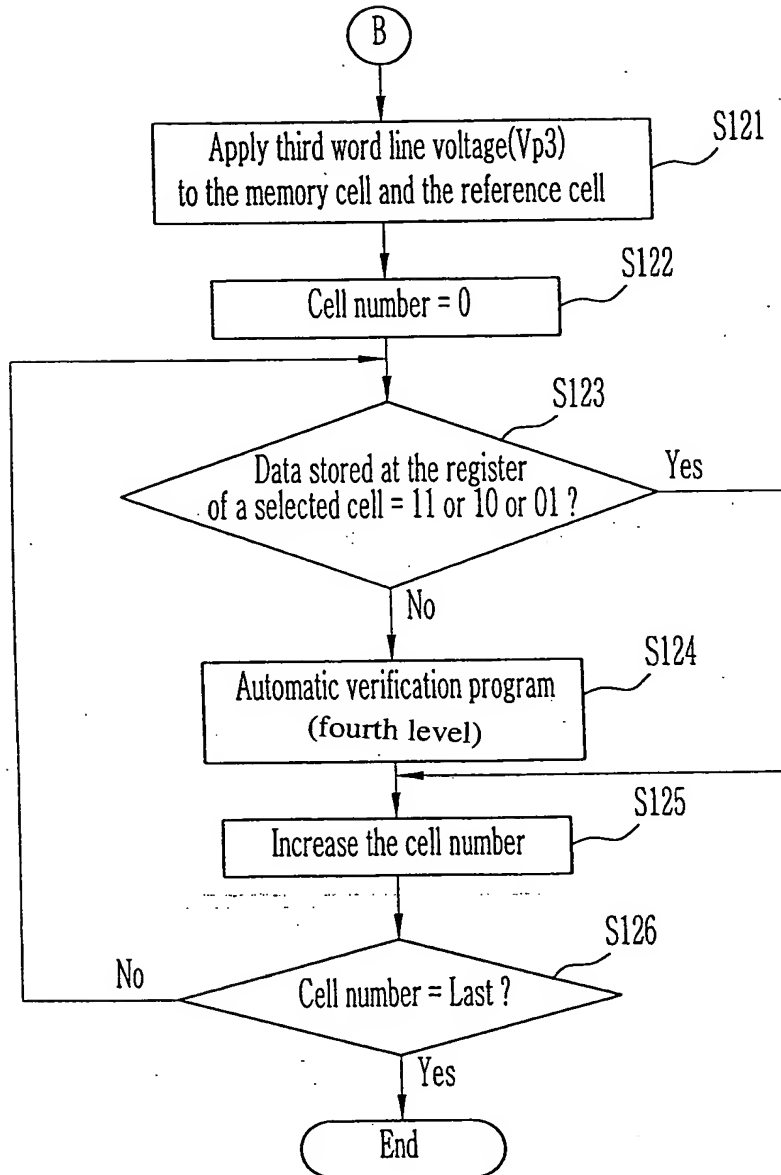 B
S121
Apply third word line voltage(Vp3)
to the memory cell and the reference cell
S122
Cell number = 0
S123
Data stored at the register
of a selected cell = 11 or 10 or 01 ?
Yes
No
S124
Automatic verification program
(fourth level)
S125
Increase the cell number
S126
No
Cell number = Last ?
Yes
End